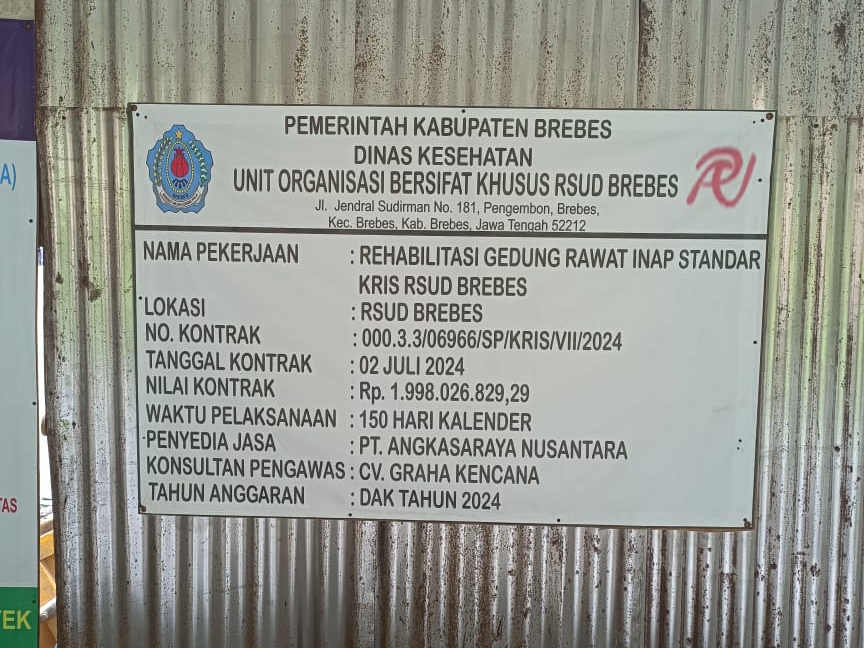 PEMERINTAH KABUPATEN BREBES
DINAS KESEHATAN
UNIT ORGANISASI BERSIFAT KHUSUS RSUD BREBES
Jl. Jendral Sudirman No. 181, Pengembon, Brebes,
Kec. Brebes, Kab. Brebes, Jawa Tengah 52212
NAMA PEKERJAAN : REHABILITASI GEDUNG RAWAT INAP STANDAR
KRIS RSUD BREBES
LOKASI : RSUD BREBES
NO. KONTRAK : 000.3.3/06966/SP/KRIS/VII/2024
TANGGAL KONTRAK : 02 JULI 2024
NILAI KONTRAK : Rp. 1.998.026.829,29
WAKTU PELAKSANAAN : 150 HARI KALENDER
PENYEDIA JASA : PT. ANGKASARAYA NUSANTARA
KONSULTAN PENGAWAS : CV. GRAHA KENCANA
TAHUN ANGGARAN : DAK TAHUN 2024
A)
TAS
YEK